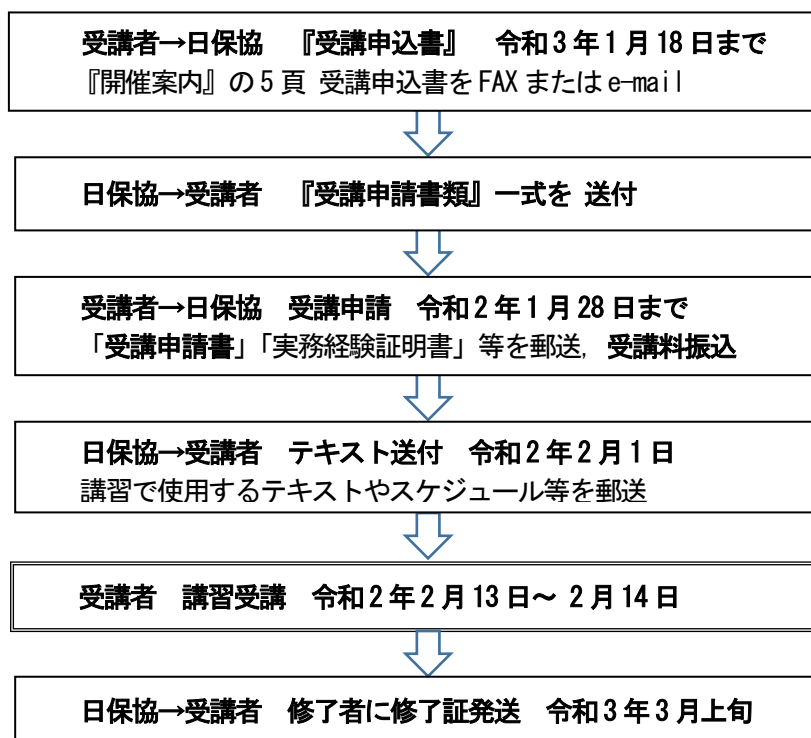 受講者→日保協 『受講申込書』 令和3年1月18日まで
『開催案内』の5頁 受講申込書をFAXまたはe-mail
日保協→受講者 『受講申請書類』一式を 送付
受講者→日保協 受講申請 令和2年1月28日まで
「受講申請書」「実務経験証明書」等を郵送, 受講料振込
日保協→受講者 テキスト送付 令和2年2月1日
講習で使用するテキストやスケジュール等を郵送
受講者 講習受講 令和2年2月13日～ 2月14日
日保協→受講者 修了者に修了証発送 令和3年3月上旬